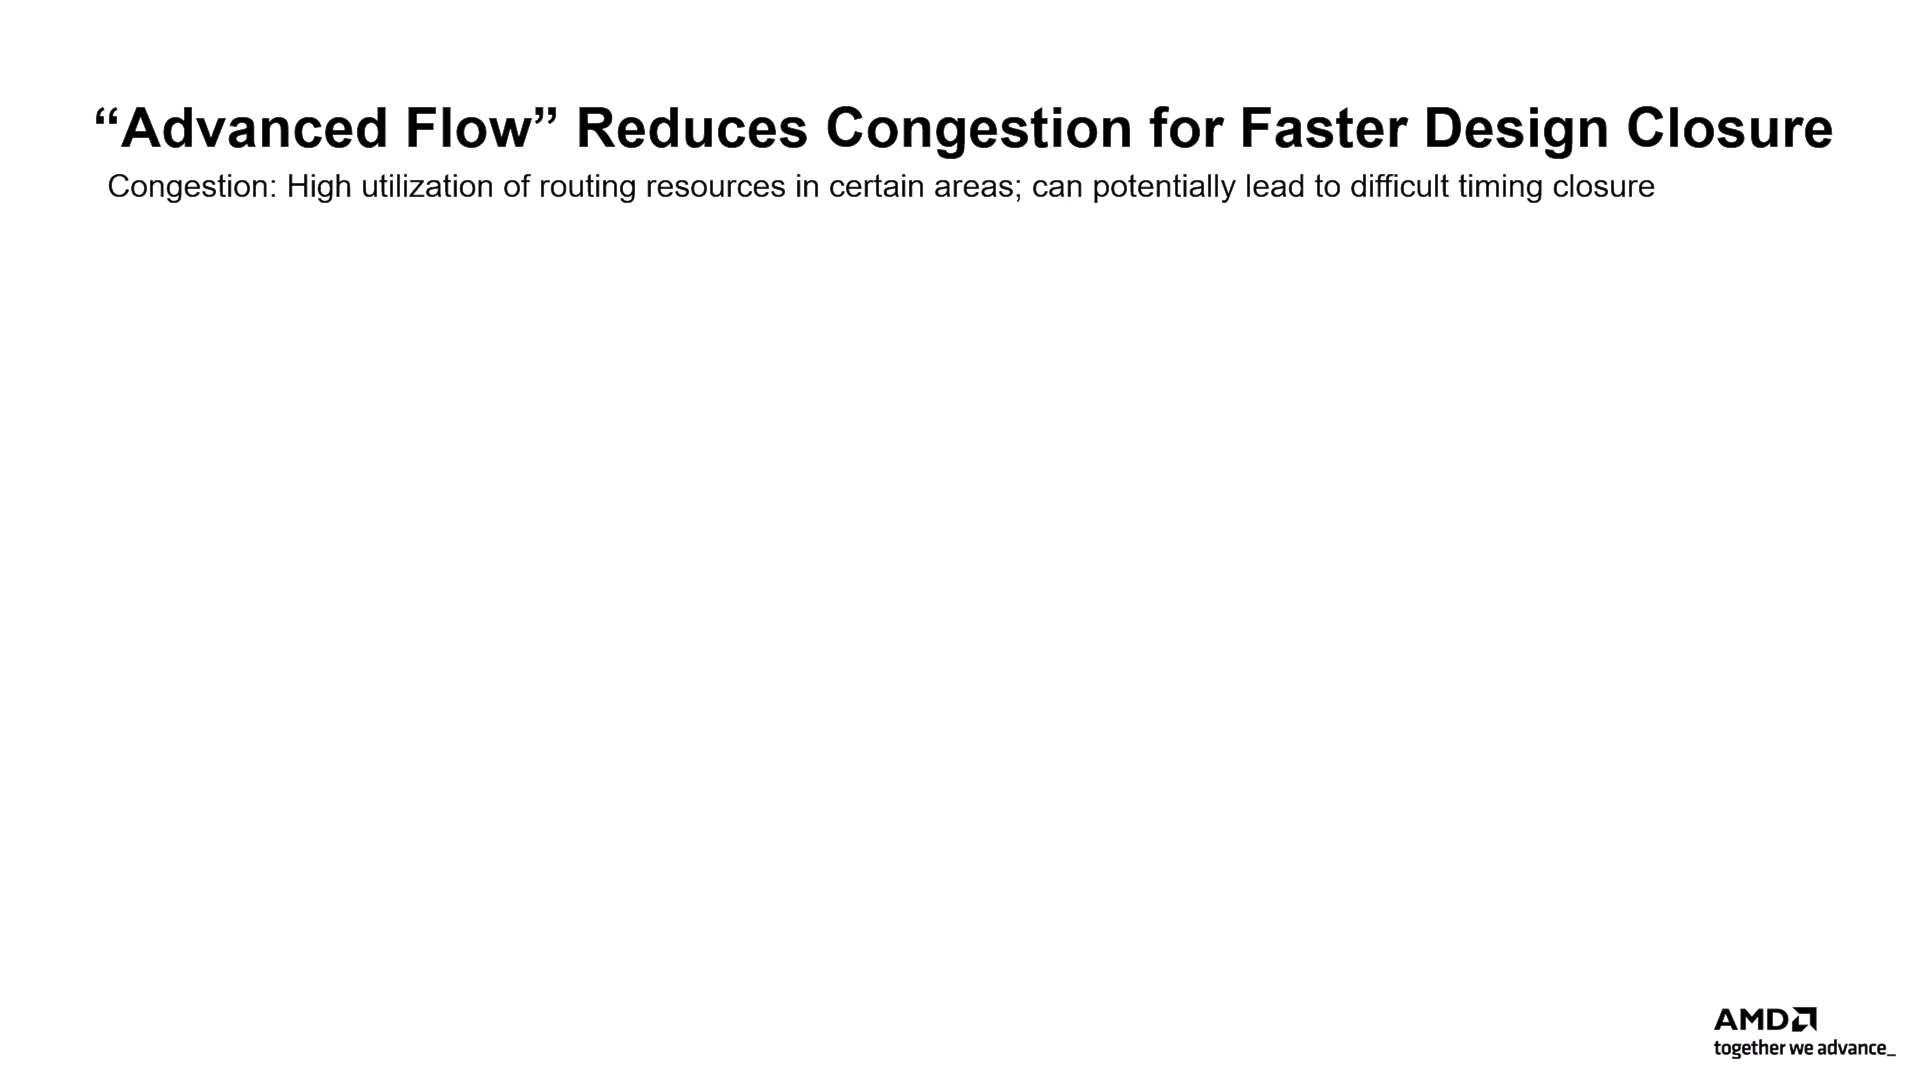 “Advanced Flow” Reduces Congestion for Faster Design Closure
Congestion: High utilization of routing resources in certain areas; can potentially lead to difficult timing closure
AMD
together we advance_